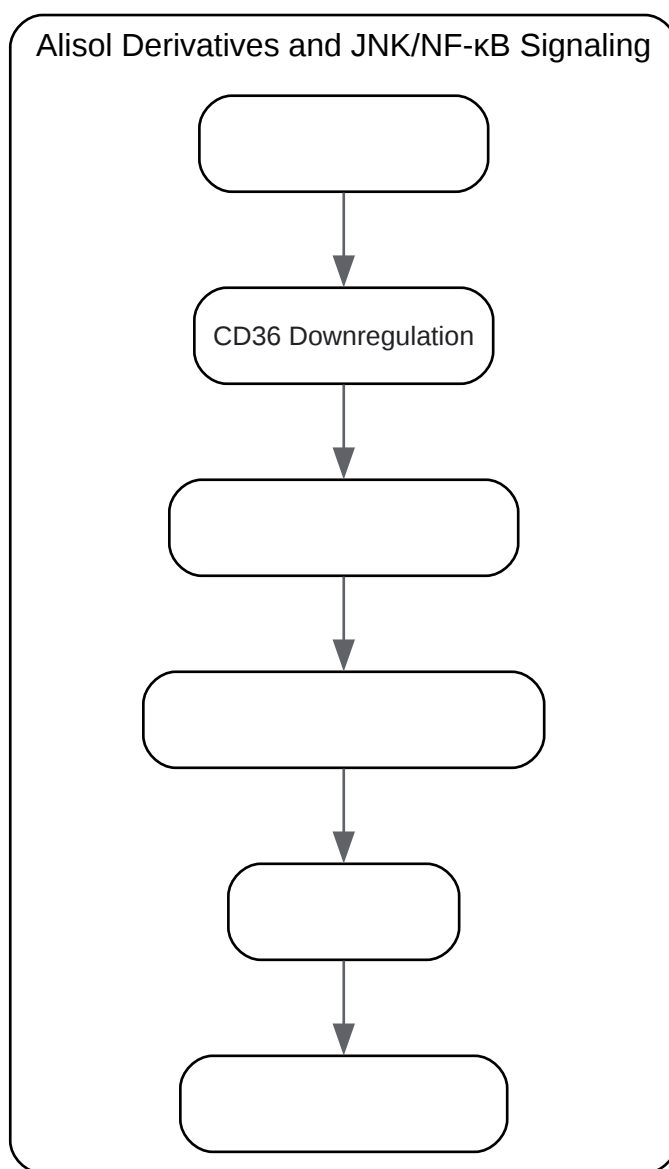 Alisol Derivatives and JNK/NF-κB Signaling
CD36 Downregulation